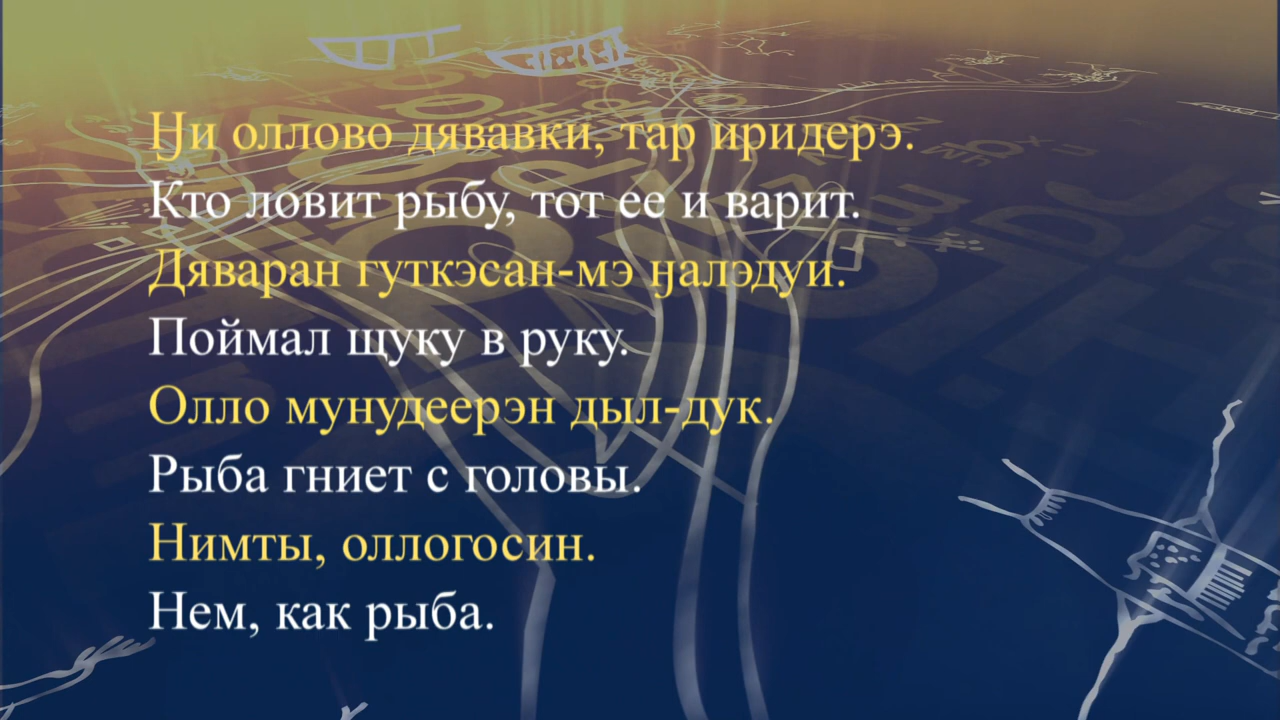 Ӈи оллово дявавки, тар иридерэ.
Кто ловит рыбу, тот ее и варит.
Дяваран гуткэсан-мэ ӈалэдуи.
Поймал щуку в руку.
Олло мунудеерэн дыл-дук.
Рыба гниет с головы.
Нимты, оллогосин.
Нем, как рыба.